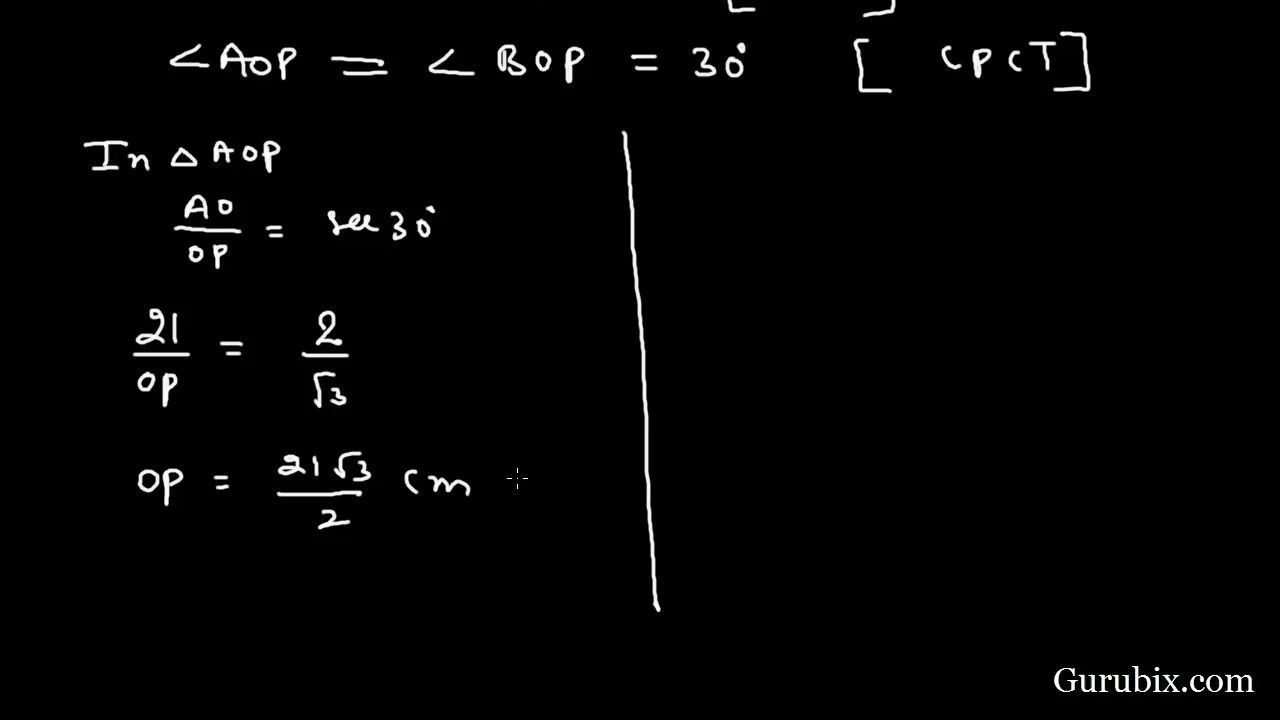 ∠AOP = ∠BOP = 30° [ CPCT]
In △ AOP
AO/OP = sec 30°
21/OP = 2/√3
OP = 21√3/2 cm
Gurubix.com